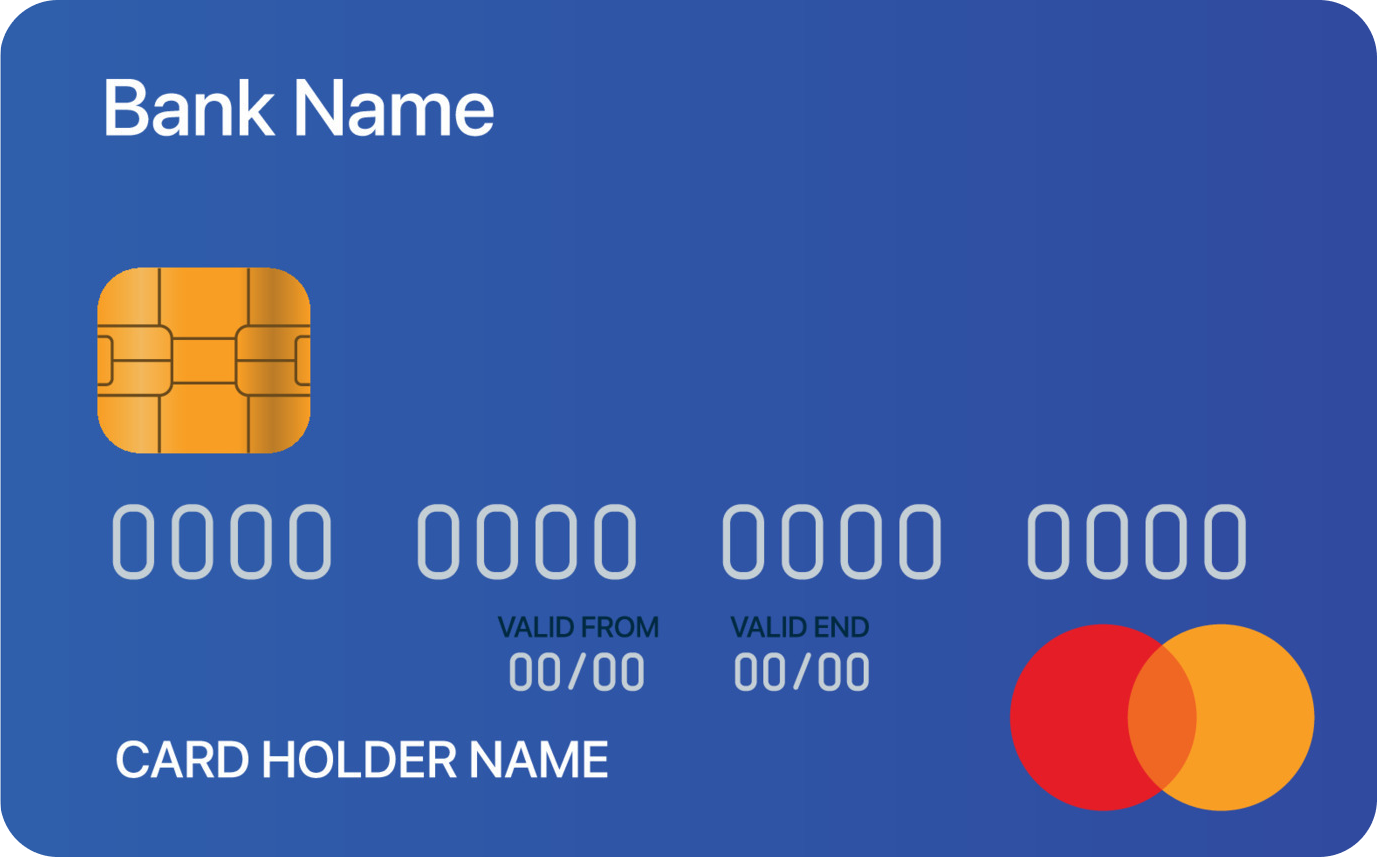 Bank Name
0000 0000 0000 0000
VALID FROM VALID END
00/00 00/00
CARD HOLDER NAME